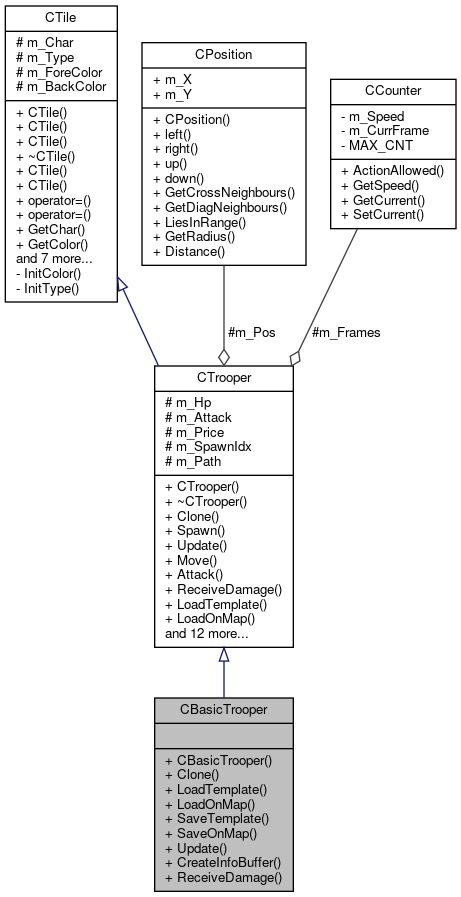 CTile
# m_Char
# m_Type
# m_ForeColor
# m_BackColor
+ CTile()
+ CTile()
+ CTile()
+ ~CTile()
+ CTile()
+ CTile()
+ operator=()
+ operator=()
+ GetChar()
+ GetColor()
and 7 more...
- InitColor()
- InitType()
CPosition
+ m_X
+ m_Y
+ CPosition()
+ left()
+ right()
+ up()
+ down()
+ GetCrossNeighbours()
+ GetDiagNeighbours()
+ LiesInRange()
+ GetRadius()
+ Distance()
CCounter
- m_Speed
- m_CurrFrame
- MAX_CNT
+ ActionAllowed()
+ GetSpeed()
+ GetCurrent()
+ SetCurrent()
#m_Pos
#m_Frames
CTrooper
# m_Hp
# m_Attack
# m_Price
# m_SpawnIdx
# m_Path
+ CTrooper()
+ ~CTrooper()
+ Clone()
+ Spawn()
+ Update()
+ Move()
+ Attack()
+ ReceiveDamage()
+ LoadTemplate()
+ LoadOnMap()
and 12 more...
CBasicTrooper
+ CBasicTrooper()
+ Clone()
+ LoadTemplate()
+ LoadOnMap()
+ SaveTemplate()
+ SaveOnMap()
+ Update()
+ CreateInfoBuffer()
+ ReceiveDamage()